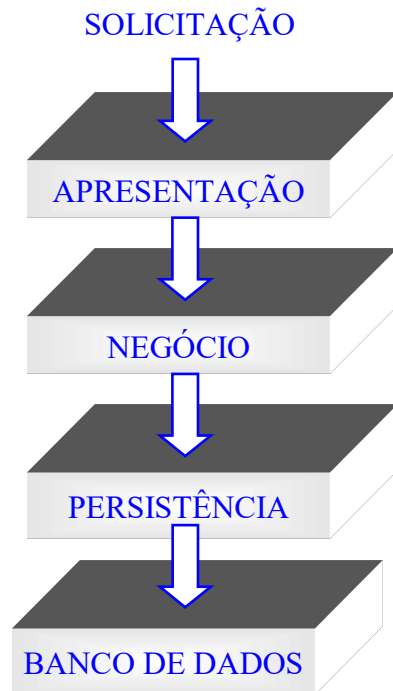 SOLICITAÇÃO
APRESENTAÇÃO
NEGÓCIO
PERSISTÊNCIA
BANCO DE DADOS